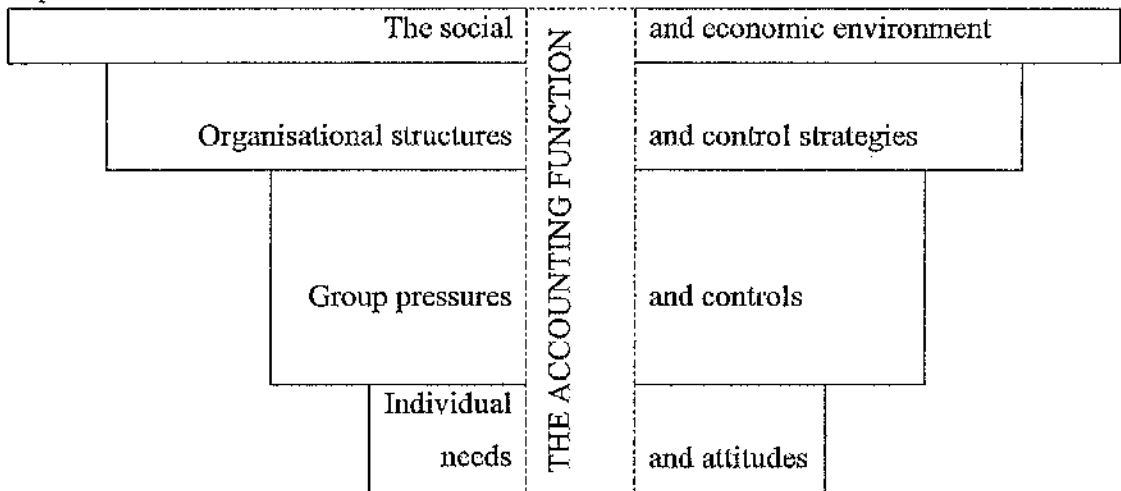 The social and economic environment
Organisational structures and control strategies
Group pressures and controls
Individual
needs and attitudes
THE ACCOUNTING FUNCTION